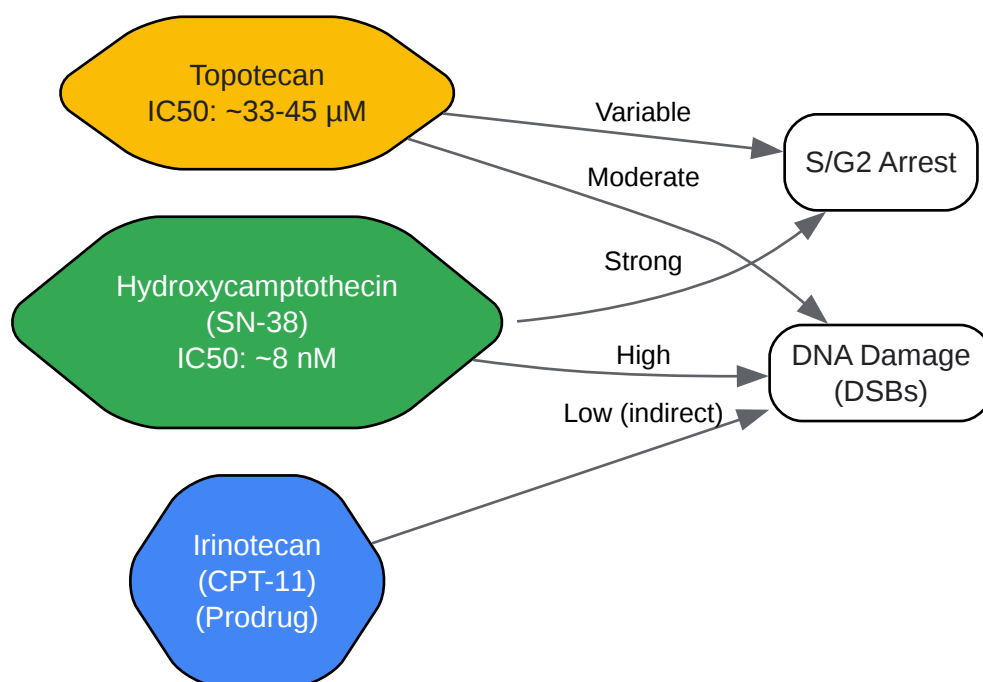 Topotecan
IC50: ~33-45 µM
Variable
S/G2 Arrest
Moderate
Strong
Hydroxycamptothecin
(SN-38)
IC50: ~8 nM
High
DNA Damage
(DSBs)
Low (indirect)
Irinotecan
(CPT-11)
(Prodrug)